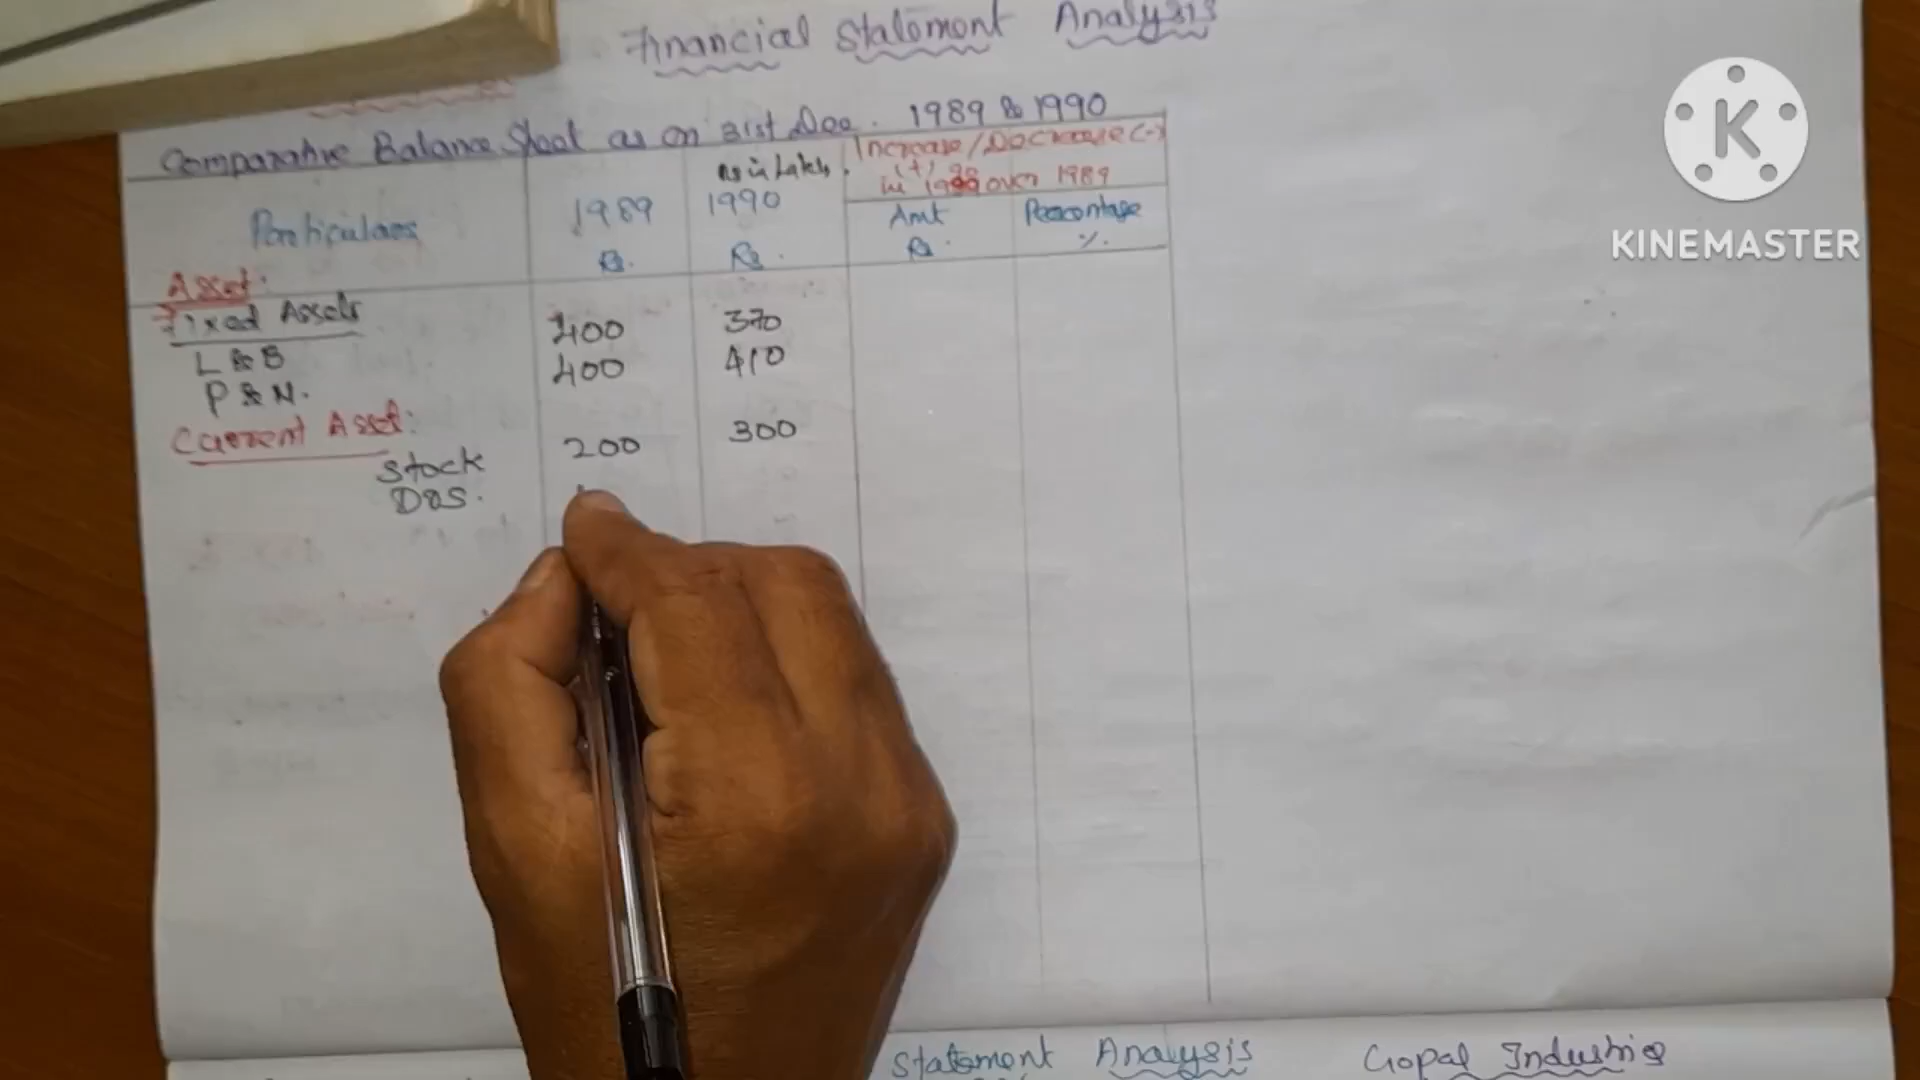 Financial Statement Analysis
Comparative Balance Sheet as on 31st Dec. 1989 & 1990
Particulars
1989
Rs.
Rs in Lakhs.
1990
Rs.
Increase/Decrease (-)
(+)
in 1990 over 1989
Amt
Rs.
Percentage
%.
Asset:
Fixed Assets
L & B 400 370
P & M. 400 410
Current Asset:
Stock 200 300
Drs.
Statement Analysis
Gopal Industries
K
KINEMASTER